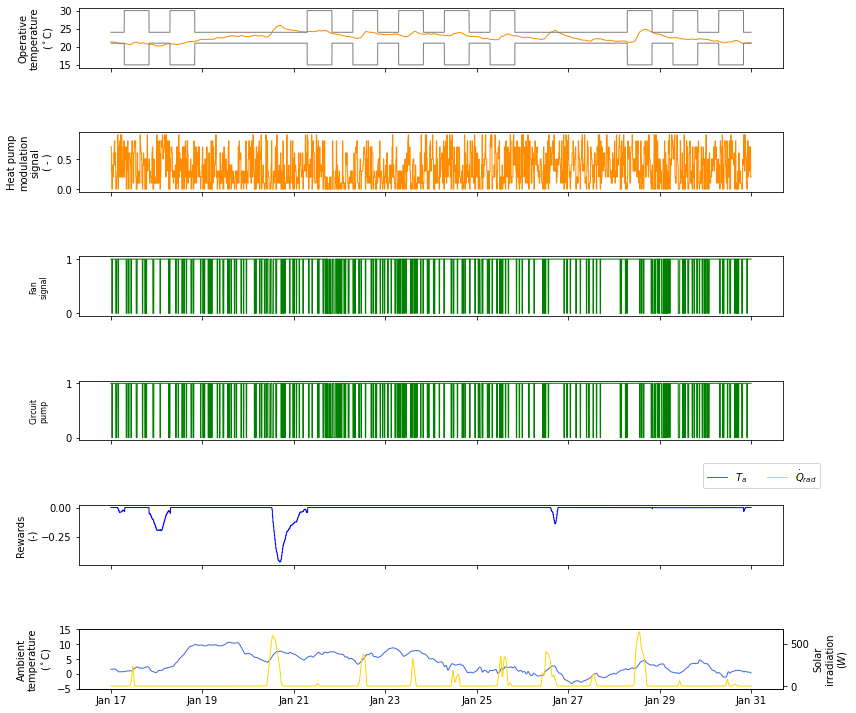 Operative
temperature
(°C)
30
25
20
15
Heat pump
modulation
signal
( - )
0.5
0.0
Fan
signal
1
0
Circuit
pump
1
0
T_a
Q̇_rad
Rewards
(-)
0.00
−0.25
Ambient
temperature
(°C)
15
10
5
0
−5
500
0
Solar
irradiation
(W)
Jan 17
Jan 19
Jan 21
Jan 23
Jan 25
Jan 27
Jan 29
Jan 31